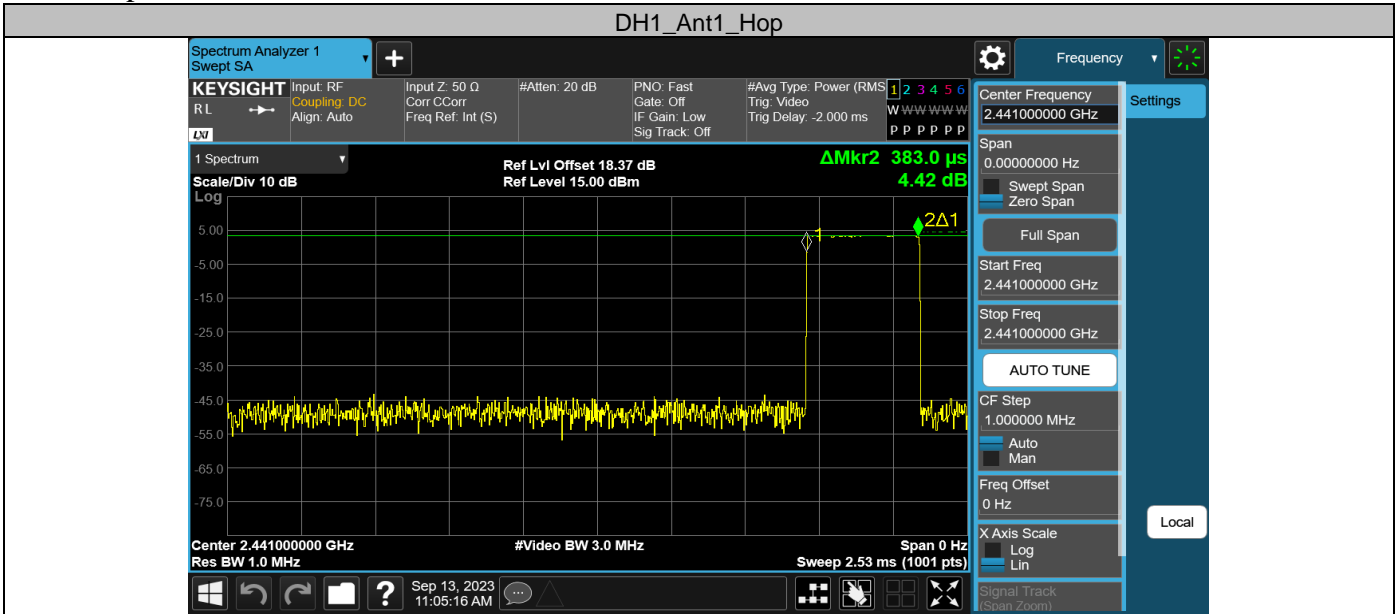 DH1_Ant1_Hop
Spectrum Analyzer 1
Swept SA
+
Frequency
KEYSIGHT
RL
LXI
Input: RF
Coupling: DC
Align: Auto
Input Z: 50 Ω
Corr CCorr
Freq Ref: Int (S)
#Atten: 20 dB
PNO: Fast
Gate: Off
IF Gain: Low
Sig Track: Off
#Avg Type: Power (RMS
Trig: Video
Trig Delay: -2.000 ms
1 2 3 4 5 6
W W W W W W
P P P P P P
1 Spectrum
Scale/Div 10 dB
Ref Lvl Offset 18.37 dB
Ref Level 15.00 dBm
ΔMkr2 383.0 µs
4.42 dB
Log
5.00
-5.00
-15.0
-25.0
-35.0
-45.0
-55.0
-65.0
-75.0
1
2Δ1
Center 2.441000000 GHz
Res BW 1.0 MHz
#Video BW 3.0 MHz
Span 0 Hz
Sweep 2.53 ms (1001 pts)
Center Frequency
2.441000000 GHz
Settings
Span
0.00000000 Hz
Swept Span
Zero Span
Full Span
Start Freq
2.441000000 GHz
Stop Freq
2.441000000 GHz
AUTO TUNE
CF Step
1.000000 MHz
Auto
Man
Freq Offset
0 Hz
X Axis Scale
Log
Lin
Local
Signal Track
(Span Zoom)
?
Sep 13, 2023
11:05:16 AM